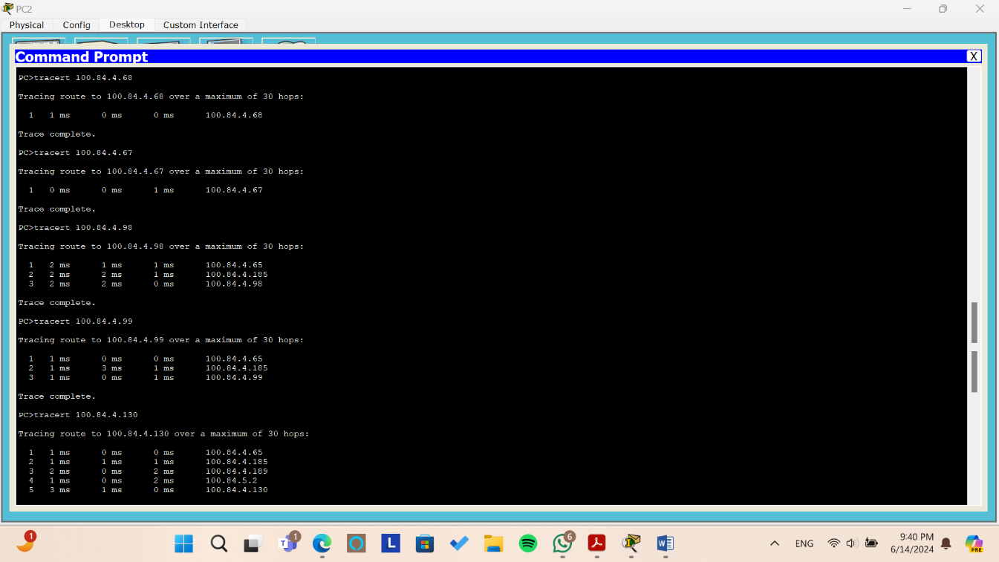 PC2
Physical Config Desktop Custom Interface
Command Prompt X
PC>tracert 100.84.4.68
Tracing route to 100.84.4.68 over a maximum of 30 hops:
1 1 ms 0 ms 0 ms 100.84.4.68
Trace complete.
PC>tracert 100.84.4.67
Tracing route to 100.84.4.67 over a maximum of 30 hops:
1 0 ms 0 ms 1 ms 100.84.4.67
Trace complete.
PC>tracert 100.84.4.98
Tracing route to 100.84.4.98 over a maximum of 30 hops:
1 2 ms 1 ms 1 ms 100.84.4.65
2 2 ms 2 ms 1 ms 100.84.4.185
3 2 ms 2 ms 0 ms 100.84.4.98
Trace complete.
PC>tracert 100.84.4.99
Tracing route to 100.84.4.99 over a maximum of 30 hops:
1 1 ms 0 ms 0 ms 100.84.4.65
2 1 ms 3 ms 1 ms 100.84.4.185
3 1 ms 0 ms 1 ms 100.84.4.99
Trace complete.
PC>tracert 100.84.4.130
Tracing route to 100.84.4.130 over a maximum of 30 hops:
1 1 ms 0 ms 0 ms 100.84.4.65
2 1 ms 1 ms 1 ms 100.84.4.185
3 2 ms 0 ms 2 ms 100.84.4.189
4 1 ms 0 ms 2 ms 100.84.5.2
5 3 ms 1 ms 0 ms 100.84.4.130
1 T 1 L 6 W ENG 9:40 PM PRE
6/14/2024